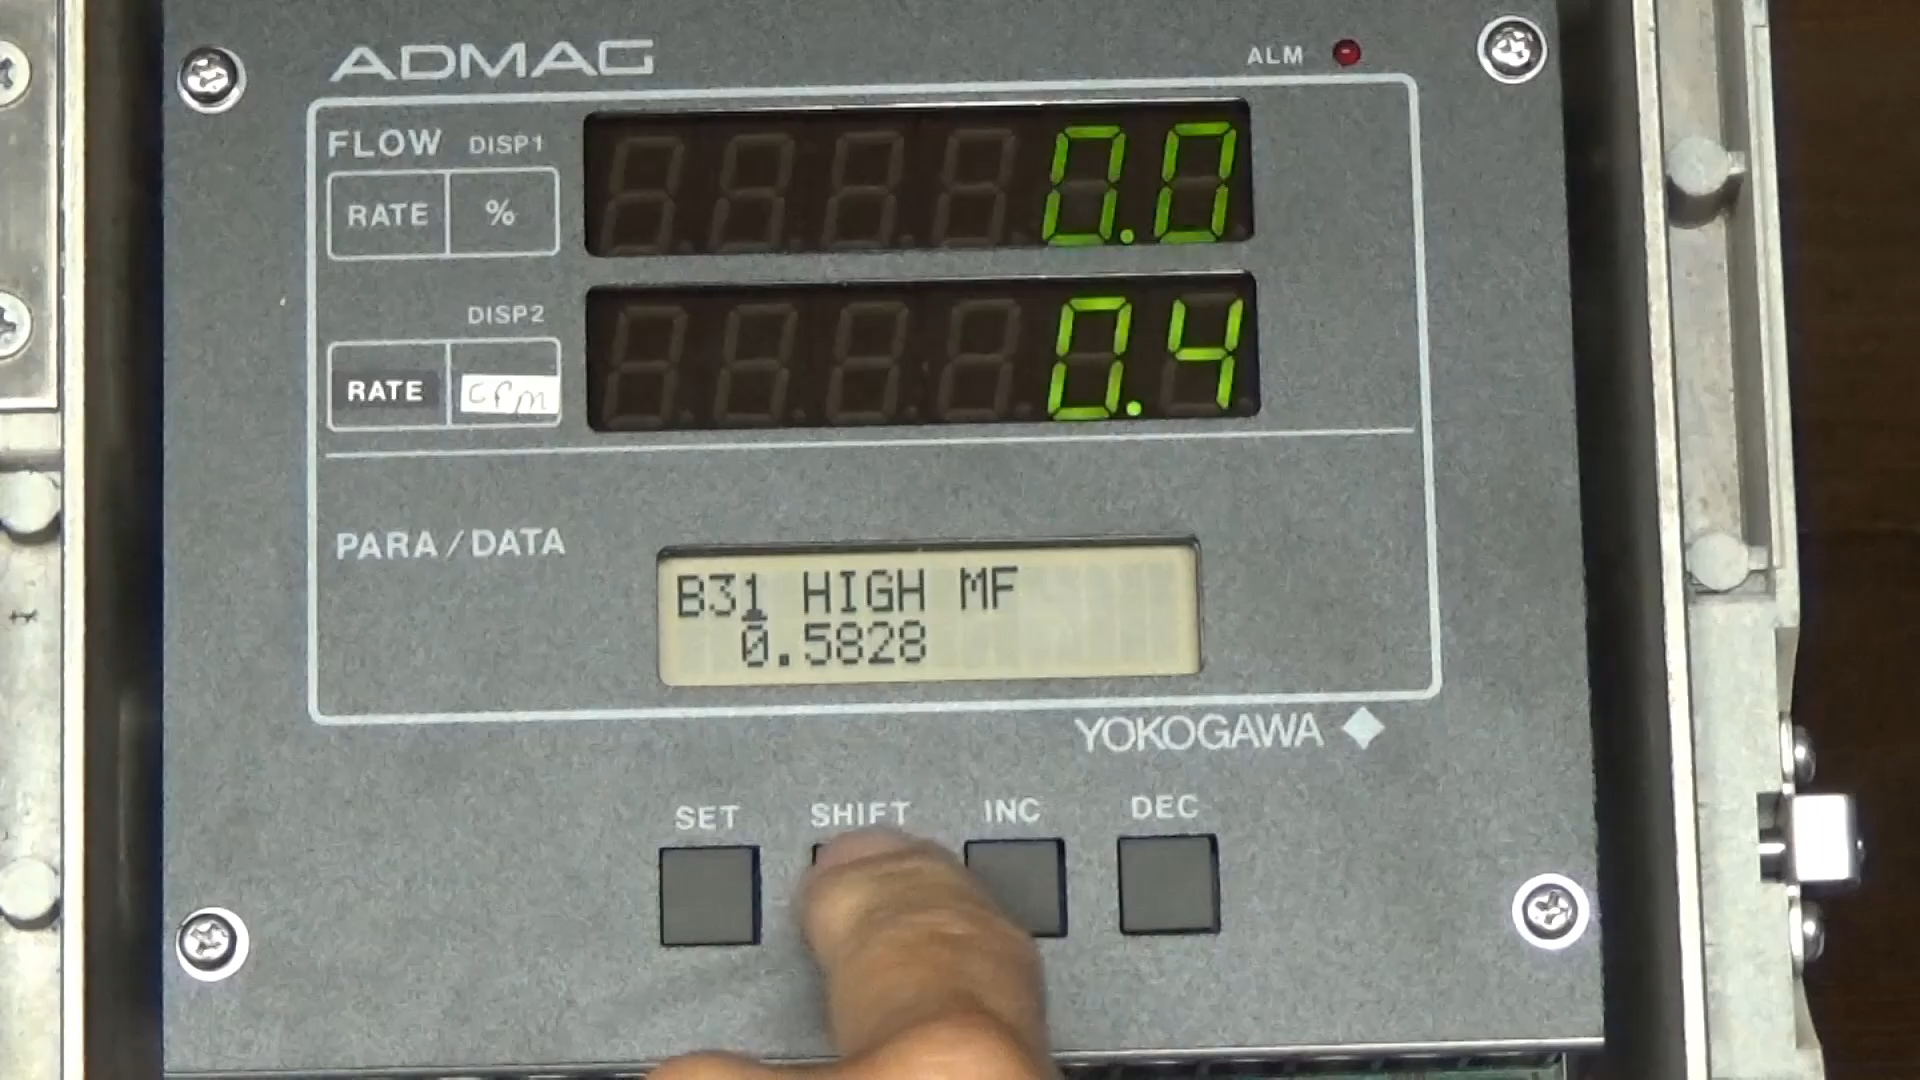 ADMAG
ALM
FLOW DISP1
RATE %
0.0
DISP2
RATE cfm
0.4
PARA/DATA
B31 HIGH MF
0.5828
YOKOGAWA
SET SHIFT INC DEC